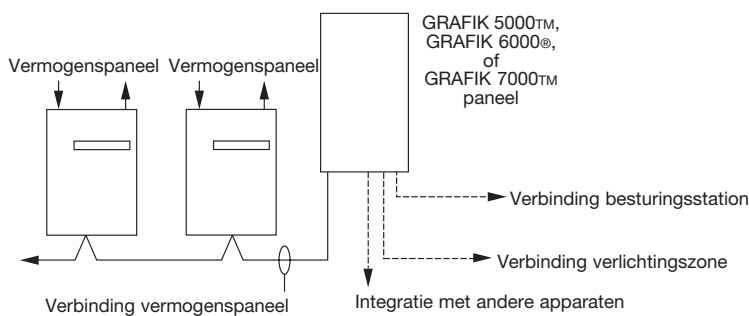 GRAFIK 5000TM,
GRAFIK 6000®,
of
GRAFIK 7000TM
paneel
Vermogenspaneel
Vermogenspaneel
Verbinding besturingsstation
Verbinding verlichtingszone
Verbinding vermogenspaneel
Integratie met andere apparaten